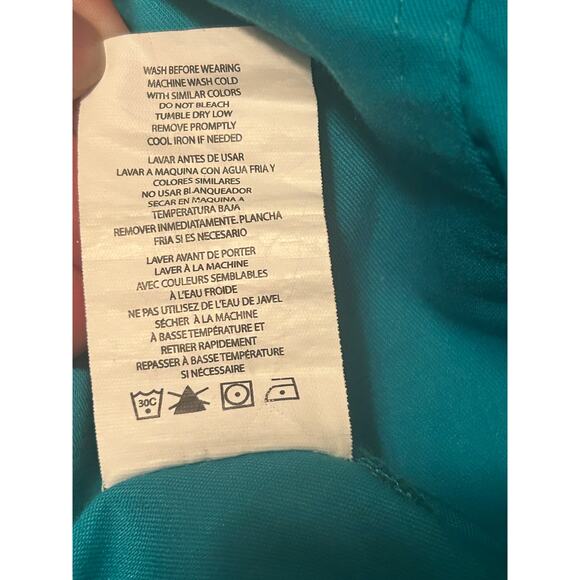 WASH BEFORE WEARING
MACHINE WASH COLD
WITH SIMILAR COLORS
DO NOT BLEACH
TUMBLE DRY LOW
REMOVE PROMPTLY
COOL IRON IF NEEDED
LAVAR ANTES DE USAR
LAVAR A MAQUINA CON AGUA FRIA Y
COLORES SIMILARES
NO USAR BLANQUEADOR
SECAR EN MAQUINA A
TEMPERATURA BAJA
REMOVER INMEDIATAMENTE. PLANCHA
FRIA SI ES NECESARIO
LAVER AVANT DE PORTER
LAVER À LA MACHINE
AVEC COULEURS SEMBLABLES
À L'EAU FROIDE
NE PAS UTILISEZ DE L'EAU DE JAVEL
SÉCHER À LA MACHINE
À BASSE TEMPÉRATURE ET
RETIRER RAPIDEMENT
REPASSER À BASSE TEMPÉRATURE
SI NÉCESSAIRE
30C